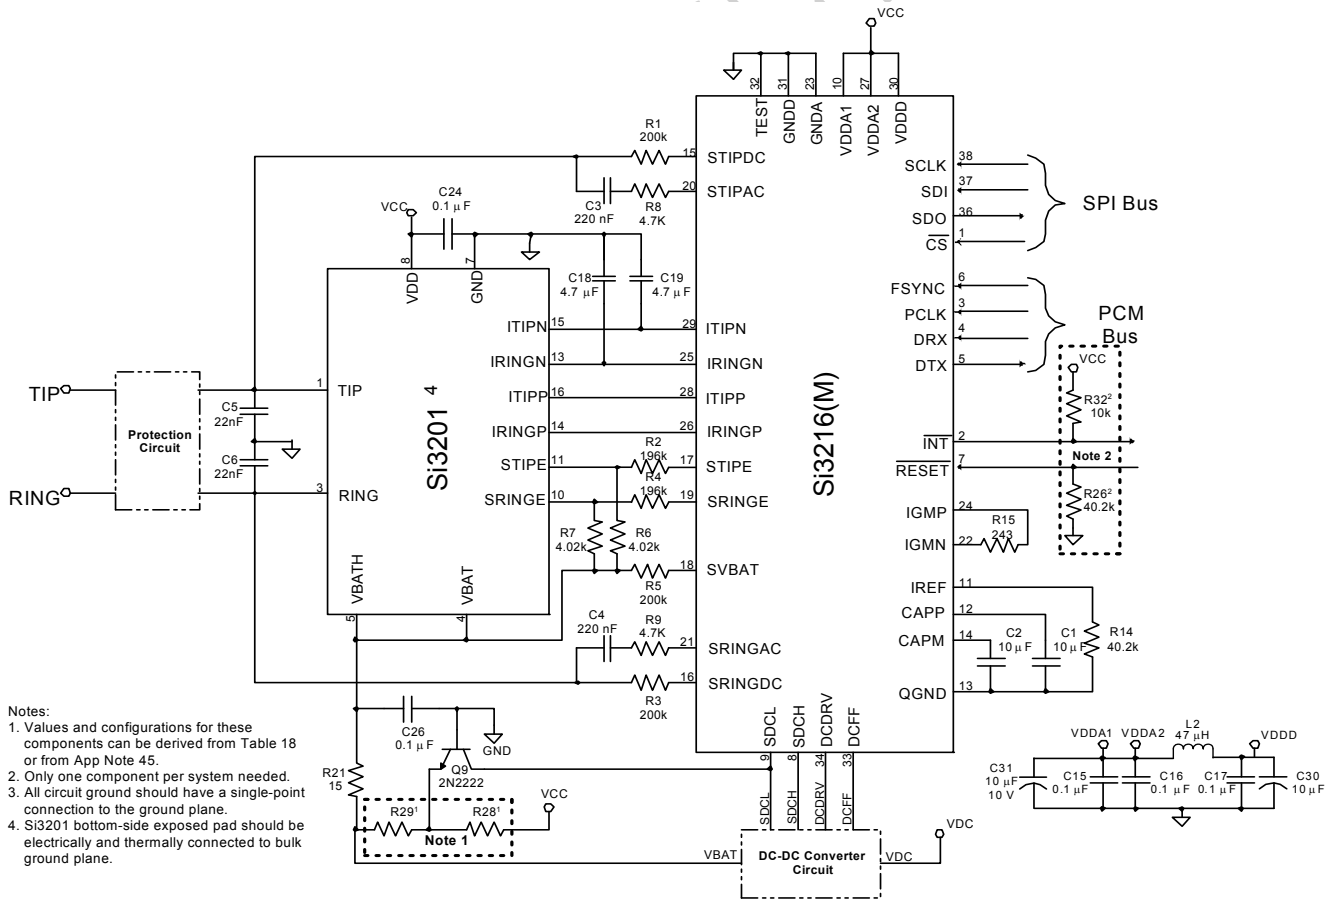 VCC
32
31
23
10
27
30
TEST
GNDD
GNDA
VDDA1
VDDA2
VDDD
R1
200k
15
STIPDC
SCLK
38
SDI
37
SPI Bus
C24
0.1 µF
VCC
C3
220 nF
R8
4.7K
20
STIPAC
SDO
36
CS
1
8
7
VDD
GND
C18
4.7 µF
C19
4.7 µF
FSYNC
6
PCLK
3
PCM
Bus
DRX
4
DTX
5
ITIPN
15
29
ITIPN
IRINGN
13
25
IRINGN
VCC
TIP
Protection
Circuit
1
TIP
C5
22nF
C6
22nF
Si3201 4
Si3216(M)
ITIPP
16
28
ITIPP
R32²
10k
IRINGP
14
26
IRINGP
INT
2
Note 2
STIPE
11
R2
196k
17
STIPE
RESET
7
RING
3
RING
SRINGE
10
R4
196k
19
SRINGE
R26²
40.2k
IGMP
24
R15
243
IGMN
22
R7
4.02k
R6
4.02k
VBATH
VBAT
5
4
R5
200k
18
SVBAT
IREF
11
CAPP
12
C4
220 nF
R9
4.7K
21
SRINGAC
CAPM
14
C2
10 µF
C1
10 µF
R14
40.2k
R3
200k
16
SRINGDC
QGND
13
SDCL
SDCH
DCDRV
DCFF
9
8
34
33
C26
0.1 µF
GND
Q9
2N2222
R21
15
R29¹
R28¹
VCC
Note 1
SDCL
SDCH
DCDRV
DCFF
VBAT
DC-DC Converter
Circuit
VDC
VDC
VDDA1
VDDA2
L2
47 µH
VDDD
C31
10 µF
10 V
C15
0.1 µF
C16
0.1 µF
C17
0.1 µF
C30
10 µF
Notes:
1. Values and configurations for these
components can be derived from Table 18
or from App Note 45.
2. Only one component per system needed.
3. All circuit ground should have a single-point
connection to the ground plane.
4. Si3201 bottom-side exposed pad should be
electrically and thermally connected to bulk
ground plane.